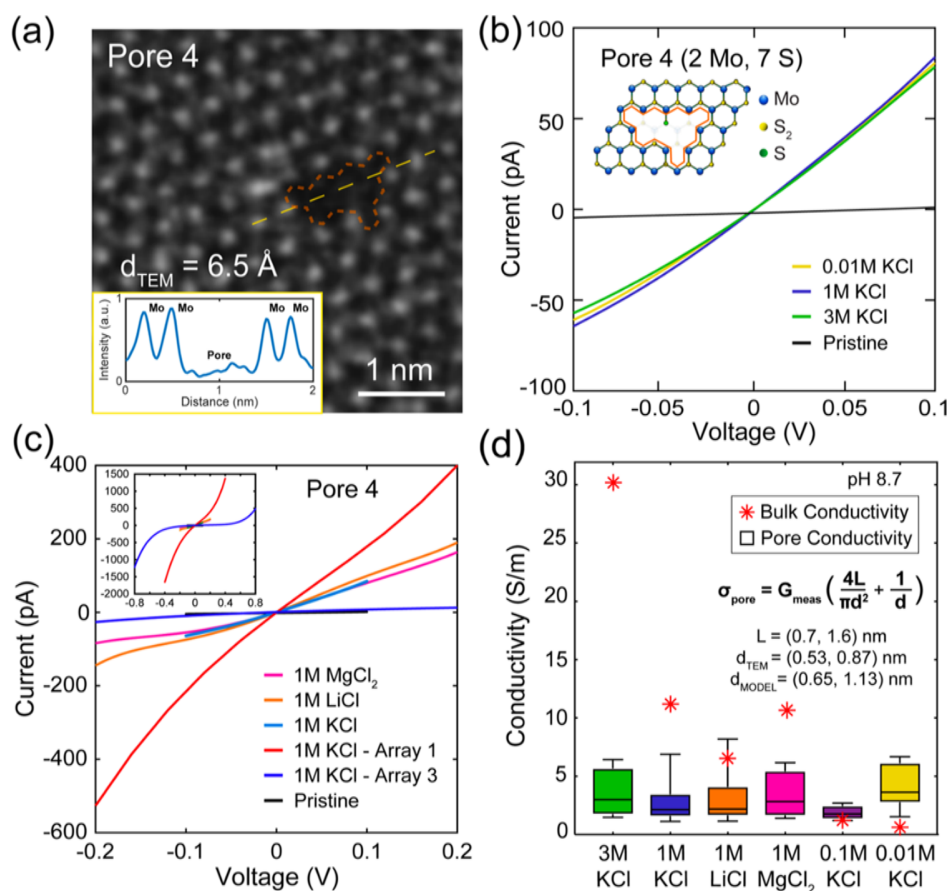 (a)
Pore 4
d_TEM = 6.5 Å
Intensity (a.u.)
1
0
Mo
Mo
Pore
Mo
Mo
0
1
2
Distance (nm)
1 nm
(b)
Current (pA)
100
50
0
-50
-100
Pore 4 (2 Mo, 7 S)
Mo
S₂
S
0.01M KCl
1M KCl
3M KCl
Pristine
-0.1
-0.05
0
0.05
0.1
Voltage (V)
(c)
Current (pA)
400
200
0
-200
-400
-600
1500
1000
500
0
-500
-1000
-1500
-2000
-0.8
-0.4
0
0.4
0.8
Pore 4
1M MgCl₂
1M LiCl
1M KCl
1M KCl - Array 1
1M KCl - Array 3
Pristine
-0.2
-0.1
0
0.1
0.2
Voltage (V)
(d)
Conductivity (S/m)
30
25
20
15
10
5
0
pH 8.7
Bulk Conductivity
Pore Conductivity
σ_pore = G_meas (4L/πd² + 1/d)
L = (0.7, 1.6) nm
d_TEM = (0.53, 0.87) nm
d_MODEL = (0.65, 1.13) nm
3M 1M 1M 1M 0.1M 0.01M
KCl KCl LiCl MgCl₂ KCl KCl